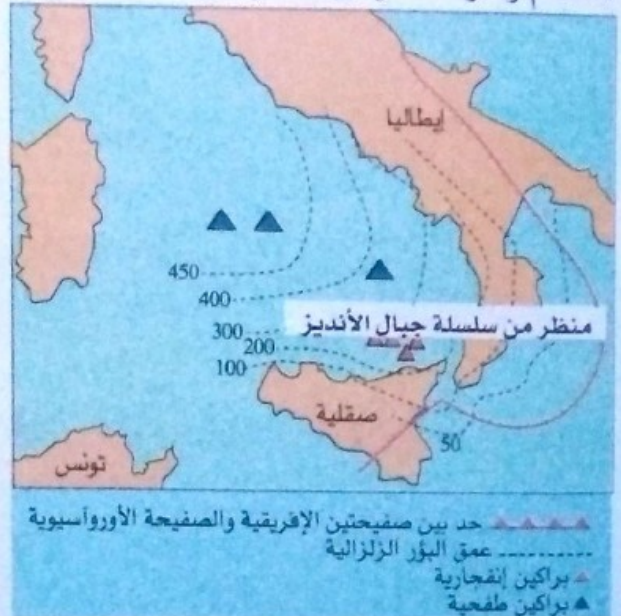 إيطاليا
450
400
منظر من سلسلة جبال الأنديز
300
200
100
صقلية
50
تونس
حد بين صفيحتين الإفريقية والصفيحة الأوروآسيوية
عمق البؤر الزلزالية
براكين إنفجارية
براكين طفحية